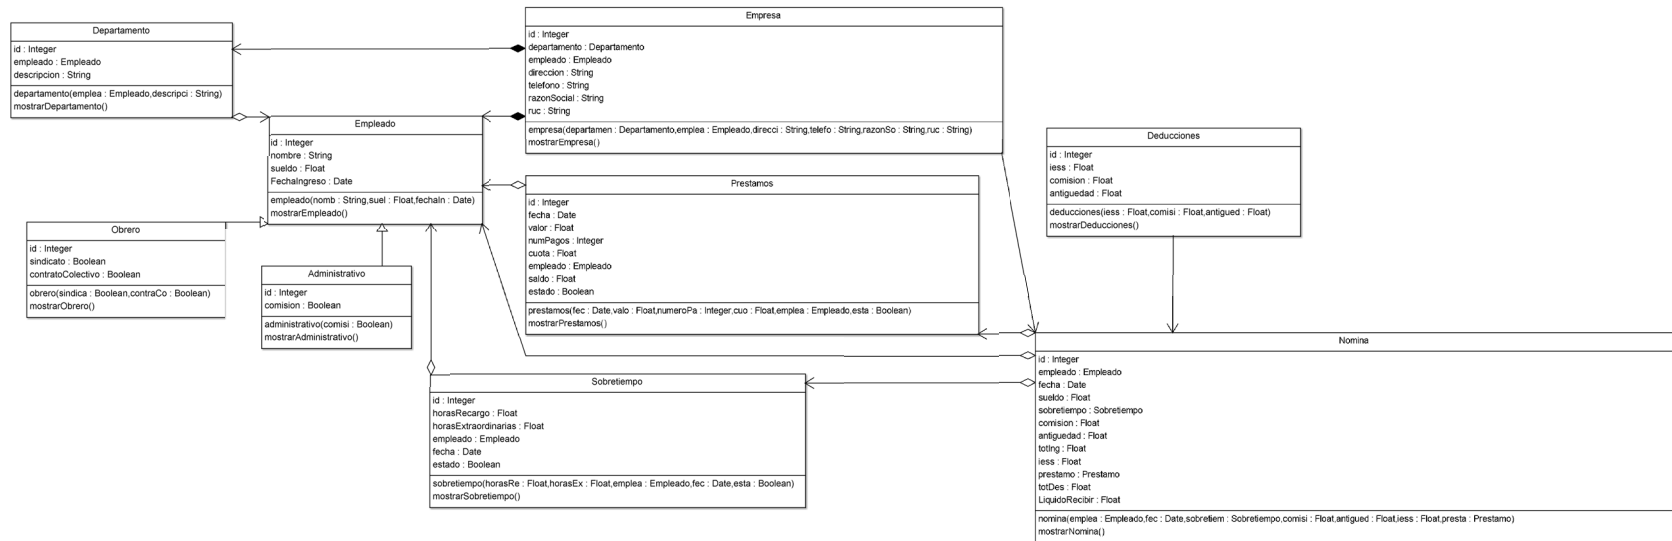 Departamento
id : Integer
empleado : Empleado
descripcion : String
departamento(emplea : Empleado,descripci : String)
mostrarDepartamento()
Empresa
id : Integer
departamento : Departamento
empleado : Empleado
direccion : String
telefono : String
razonSocial : String
ruc : String
empresa(departamen : Departamento,emplea : Empleado,direcci : String,telefo : String,razonSo : String,ruc : String)
mostrarEmpresa()
Empleado
id : Integer
nombre : String
sueldo : Float
FechaIngreso : Date
empleado(nomb : String,suel : Float,fechaIn : Date)
mostrarEmpleado()
Deducciones
id : Integer
iess : Float
comision : Float
antiguedad : Float
deducciones(iess : Float,comisi : Float,antigued : Float)
mostrarDeducciones()
Prestamos
id : Integer
fecha : Date
valor : Float
numPagos : Integer
cuota : Float
empleado : Empleado
saldo : Float
estado : Boolean
prestamos(fec : Date,valo : Float,numeroPa : Integer,cuo : Float,emplea : Empleado,esta : Boolean)
mostrarPrestamos()
Obrero
id : Integer
sindicato : Boolean
contratoColectivo : Boolean
obrero(sindica : Boolean,contraCo : Boolean)
mostrarObrero()
Administrativo
id : Integer
comision : Boolean
administrativo(comisi : Boolean)
mostrarAdministrativo()
Sobretiempo
id : Integer
horasRecargo : Float
horasExtraordinarias : Float
empleado : Empleado
fecha : Date
estado : Boolean
sobretiempo(horasRe : Float,horasEx : Float,emplea : Empleado,fec : Date,esta : Boolean)
mostrarSobretiempo()
Nomina
id : Integer
empleado : Empleado
fecha : Date
sueldo : Float
sobretiempo : Sobretiempo
comision : Float
antiguedad : Float
toting : Float
iess : Float
prestamo : Prestamo
totDes : Float
LiquidoRecibir : Float
nomina(emplea : Empleado,fec : Date,sobretiem : Sobretiempo,comisi : Float,antigued : Float,iess : Float,presta : Prestamo)
mostrarNomina()